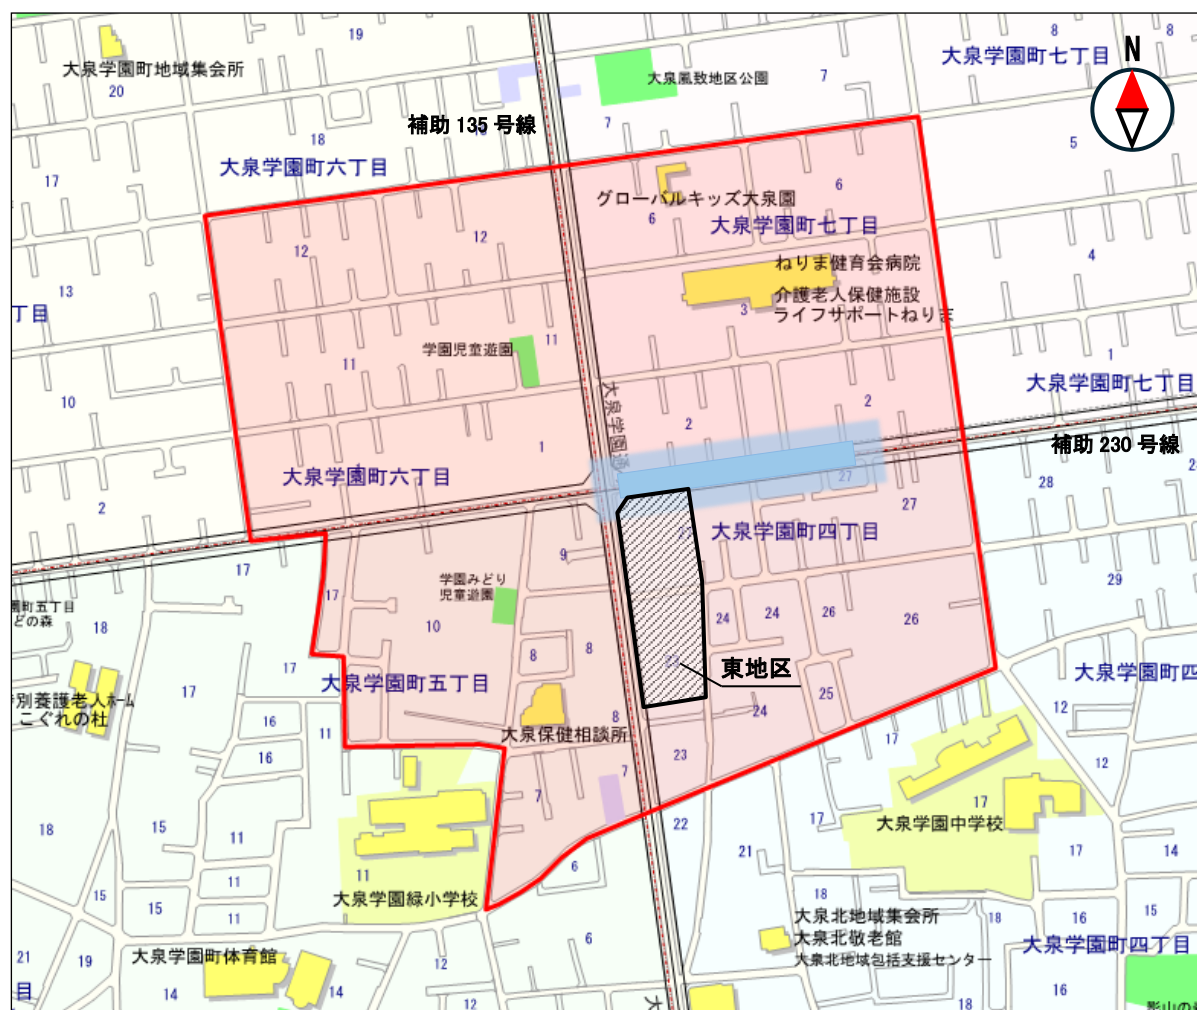 19
8
8
大泉学園町七丁目
N
大泉学園町地域集会所
20
大泉風致地区公園
7
補助 135 号線
7
18
5
大泉学園町六丁目
17
6
グローバルキッズ大泉園
6
大泉学園町七丁目
12
12
4
ねりま健育会病院
13
介護老人保健施設
ライフサポートねりま
3
丁目
学園児童遊園
11
11
1
大泉学園町七丁目
10
2
2
1
補助 230 号線
大泉学園町六丁目
27
28
2
27
大泉学園町四丁目
9
17
学園みどり
児童遊園
29
17
10
24
24
26
26
18
17
8
8
東地区
大泉学園町五丁目
17
25
こぐれの杜
16
11
8
24
12
大泉保健相談所
17
16
23
7
7
12
17
大泉学園中学校
18
15
11
22
17
17
14
21
6
11
11
大泉学園緑小学校
18
15
15
11
大泉北地域集会所
18
16
15
大泉北敬老館
大泉学園町四丁目
大泉北地域包括支援センター
6
大泉学園町体育館
21
19
12
目
14
14
12
18
16